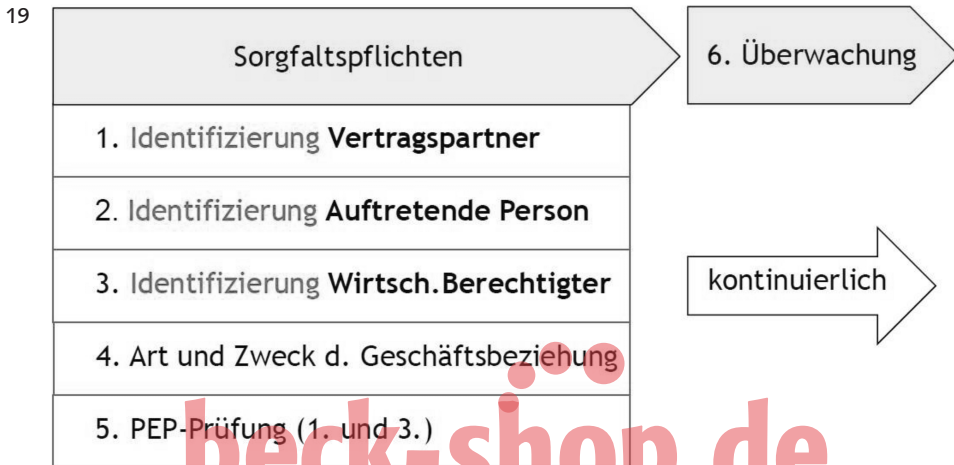 19
Sorgfaltspflichten
6. Überwachung
1. Identifizierung Vertragspartner
2. Identifizierung Auftretende Person
3. Identifizierung Wirtsch.Berechtigter
kontinuierlich
4. Art und Zweck d. Geschäftsbeziehung
5. PEP-Prüfung (1. und 3.)
beck-shop.de